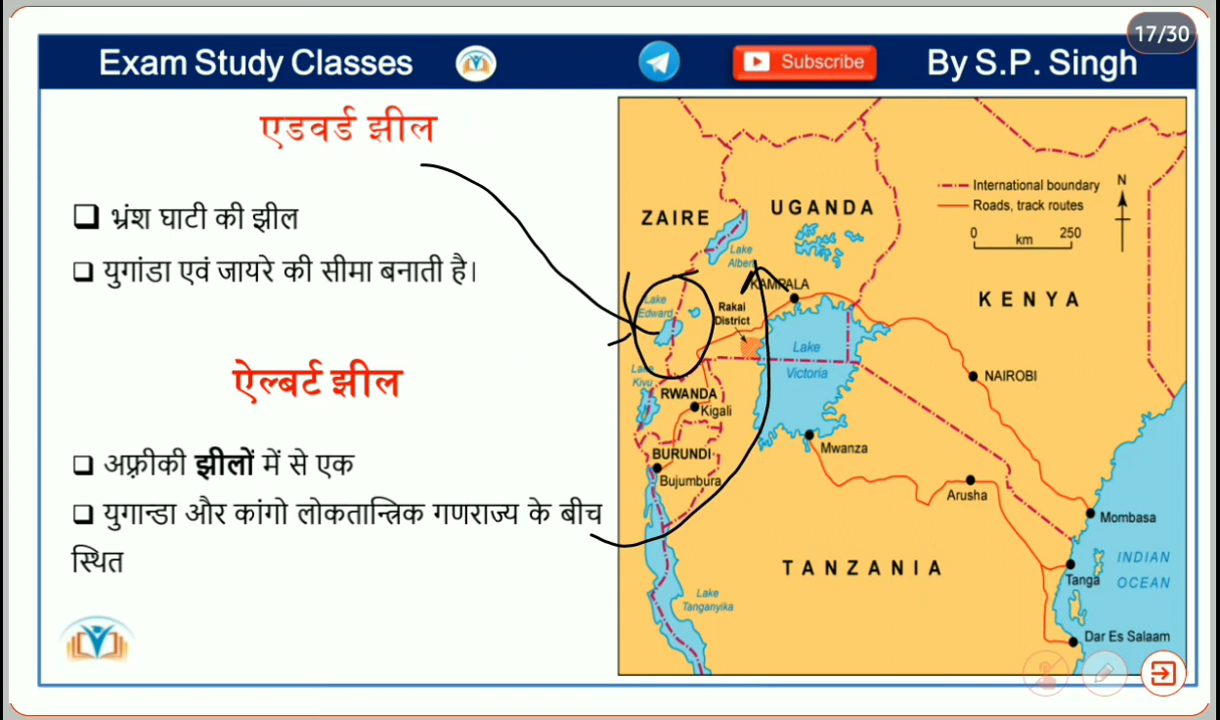 17/30
Exam Study Classes
Subscribe
By S.P. Singh
एडवर्ड झील
भ्रंश घाटी की झील
युगांडा एवं जायरे की सीमा बनाती है।
ऐल्बर्ट झील
अफ़्रीकी झीलों में से एक
युगान्डा और कांगो लोकतान्त्रिक गणराज्य के बीच
स्थित
International boundary
Roads, track routes
N
0
250
km
ZAIRE
UGANDA
KENYA
Lake
KAMPALA
Lake
Edward
Rakai
District
Lake
Victoria
NAIROBI
Kivu
RWANDA
Kigali
BURUNDI
Bujumbura
Mwanza
Arusha
Mombasa
TANZANIA
INDIAN
OCEAN
Tanga
Lake
Tanganyika
Dar Es Salaam